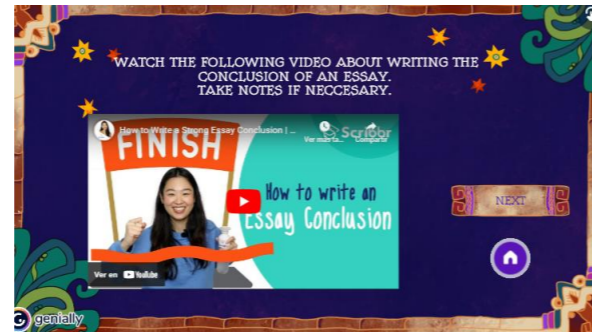 WATCH THE FOLLOWING VIDEO ABOUT WRITING THE
CONCLUSION OF AN ESSAY.
TAKE NOTES IF NECCESARY.
How to Write a Strong Essay Conclusion | ...
Ver más ta...
Compartir
Scribbr
FINISH
How to write an
Essay Conclusion
NEXT
Ver en YouTube
genially